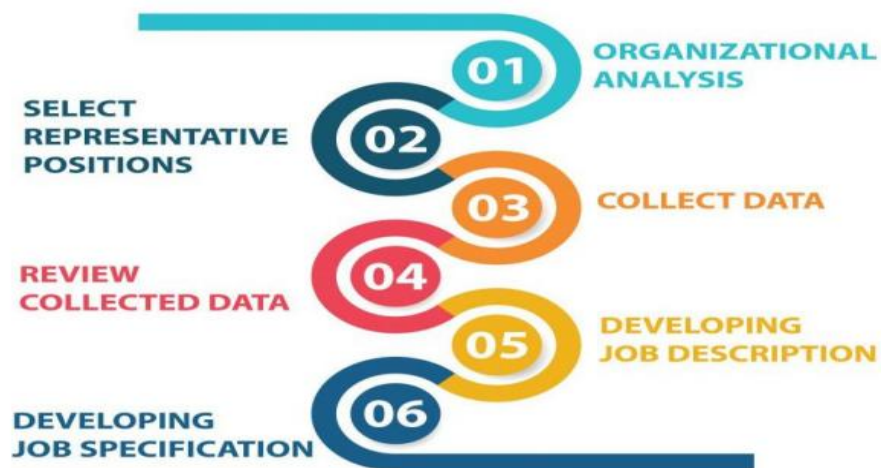 01
ORGANIZATIONAL
ANALYSIS
SELECT
REPRESENTATIVE
POSITIONS
02
03
COLLECT DATA
REVIEW
COLLECTED DATA
04
05
DEVELOPING
JOB DESCRIPTION
DEVELOPING
JOB SPECIFICATION
06